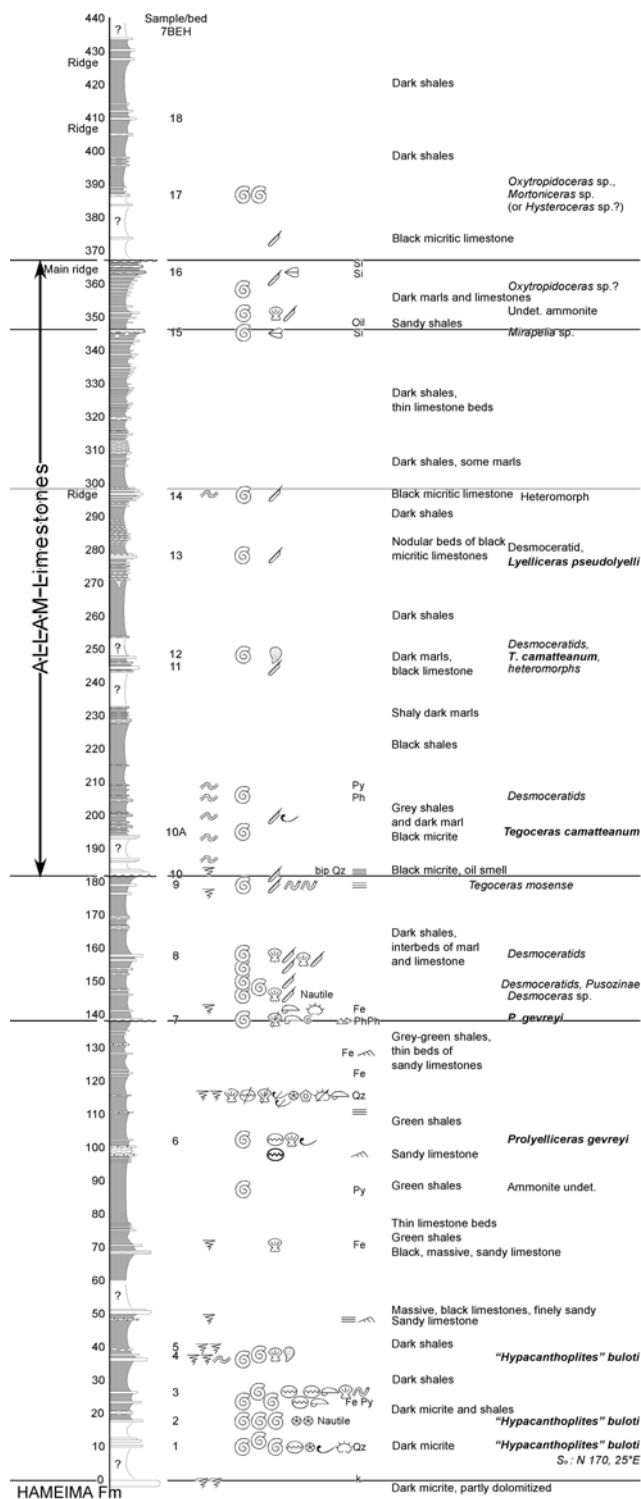 Sample/bed
7BEH
440
?
430
Ridge
420 Dark shales
410 18
Ridge
400 Dark shales
390
17 Oxytropidoceras sp.,
Mortoniceras sp.
(or Hysteroceras sp.?)
380
?
370 Black micritic limestone
Si
Main ridge 16 Si
360 Oxytropidoceras sp.?
Dark marls and limestones
350 Undet. ammonite
Oil Sandy shales
15 Si Mirapelia sp.
340
330 Dark shales,
thin limestone beds
320
310
Dark shales, some marls
300
Ridge 14 Black micritic limestone Heteromorph
290 Dark shales
280 Nodular beds of black
micritic limestones
13 Desmoceratid,
Lyelliceras pseudolyelli
270
260 Dark shales
250 ?
12 Dark marls,
black limestone
11 Desmoceratids,
T. camatteanum,
heteromorphs
240 ?
230 Shaly dark marls
220 Black shales
210 Py
Ph Desmoceratids
200 Grey shales
and dark marl
10A Black micrite Tegoceras camatteanum
190 ?
10 bip Qz Black micrite, oil smell
180 9 Tegoceras mosense
170
160 Dark shales,
interbeds of marl
and limestone
8 Desmoceratids
150 Desmoceratids, Pusozinae
Nautile Desmoceras sp.
140 Fe
7 PhPh P. gevreyi
130 Grey-green shales,
thin beds of
sandy limestones
Fe
120 Fe
Qz
110
Green shales
100 6 Prolyelliceras gevreyi
Sandy limestone
90 Py Green shales Ammonite undet.
80
Thin limestone beds
70 Fe Green shales
Black, massive, sandy limestone
60
?
50 Massive, black limestones, finely sandy
Sandy limestone
40 5 Dark shales
4 "Hypacanthoplites" buloti
30 Dark shales
3
Fe Py
20 Dark micrite and shales
2 Nautile "Hypacanthoplites" buloti
10 1 Qz Dark micrite "Hypacanthoplites" buloti
S₀ : N 170, 25°E
?
0 k
HAMEIMA Fm Dark micrite, partly dolomitized
ALLAM-Limestones